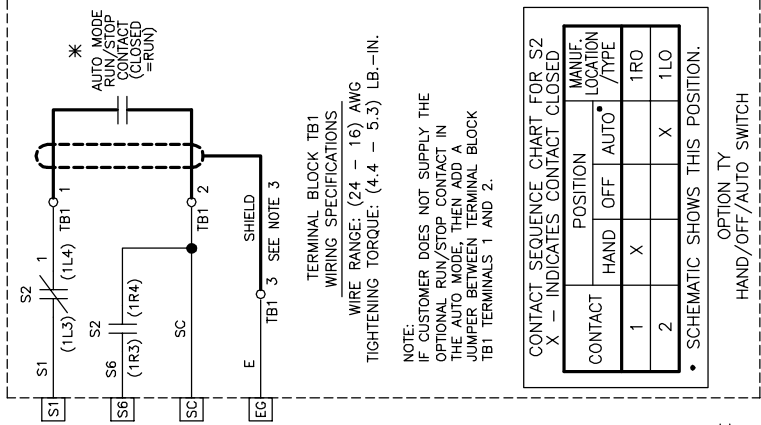 *
AUTO MODE
RUN/STOP
CONTACT
(CLOSED
=RUN)
S1
S1
S2
(1L3)
1
(1L4)
TB1
1
S6
S6
(1R3)
S2
(1R4)
SC
SC
TB1
2
EG
E
TB1
3
SHIELD
SEE NOTE 3
TERMINAL BLOCK TB1
WIRING SPECIFICATIONS
WIRE RANGE: (24 - 16) AWG
TIGHTENING TORQUE: (4.4 - 5.3) LB.-IN.
NOTE:
IF CUSTOMER DOES NOT SUPPLY THE
OPTIONAL RUN/STOP CONTACT IN
THE AUTO MODE, THEN ADD A
JUMPER BETWEEN TERMINAL BLOCK
TB1 TERMINALS 1 AND 2.
CONTACT SEQUENCE CHART FOR S2
X - INDICATES CONTACT CLOSED
CONTACT
POSITION
HAND OFF AUTO•
MANUF.
LOCATION
/TYPE
1 X 1RO
2 X 1LO
• SCHEMATIC SHOWS THIS POSITION.
OPTION TY
HAND/OFF/AUTO SWITCH